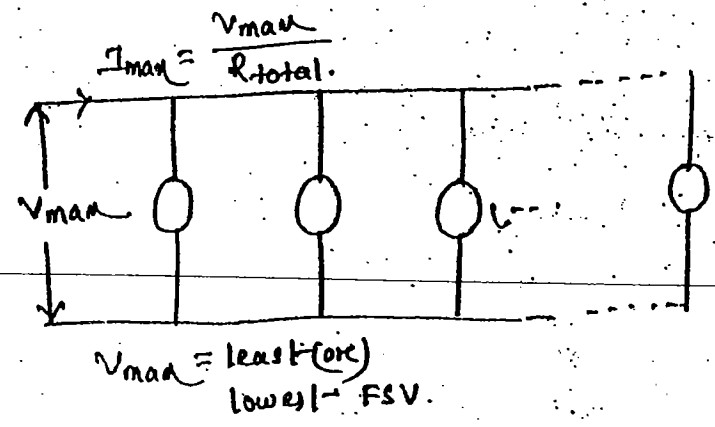 Imax = Vmax
Rtotal.
Vmax
Vmax = least (or)
lowest FSV.